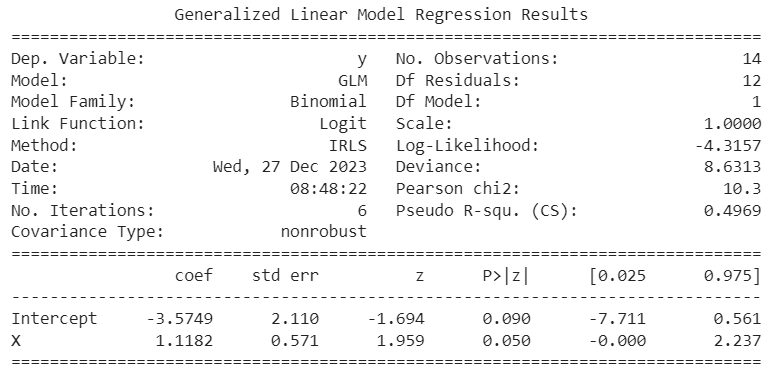 Generalized Linear Model Regression Results
==============================================================================
Dep. Variable:                      y   No. Observations:                   14
Model:                            GLM   Df Residuals:                       12
Model Family:                Binomial   Df Model:                            1
Link Function:                  Logit   Scale:                          1.0000
Method:                          IRLS   Log-Likelihood:                -4.3157
Date:                Wed, 27 Dec 2023   Deviance:                       8.6313
Time:                        08:48:22   Pearson chi2:                     10.3
No. Iterations:                     6   Pseudo R-squ. (CS):             0.4969
Covariance Type:            nonrobust
==============================================================================
                 coef    std err          z      P>|z|      [0.025      0.975]
------------------------------------------------------------------------------
Intercept     -3.5749      2.110     -1.694      0.090      -7.711       0.561
X              1.1182      0.571      1.959      0.050      -0.000       2.237
==============================================================================